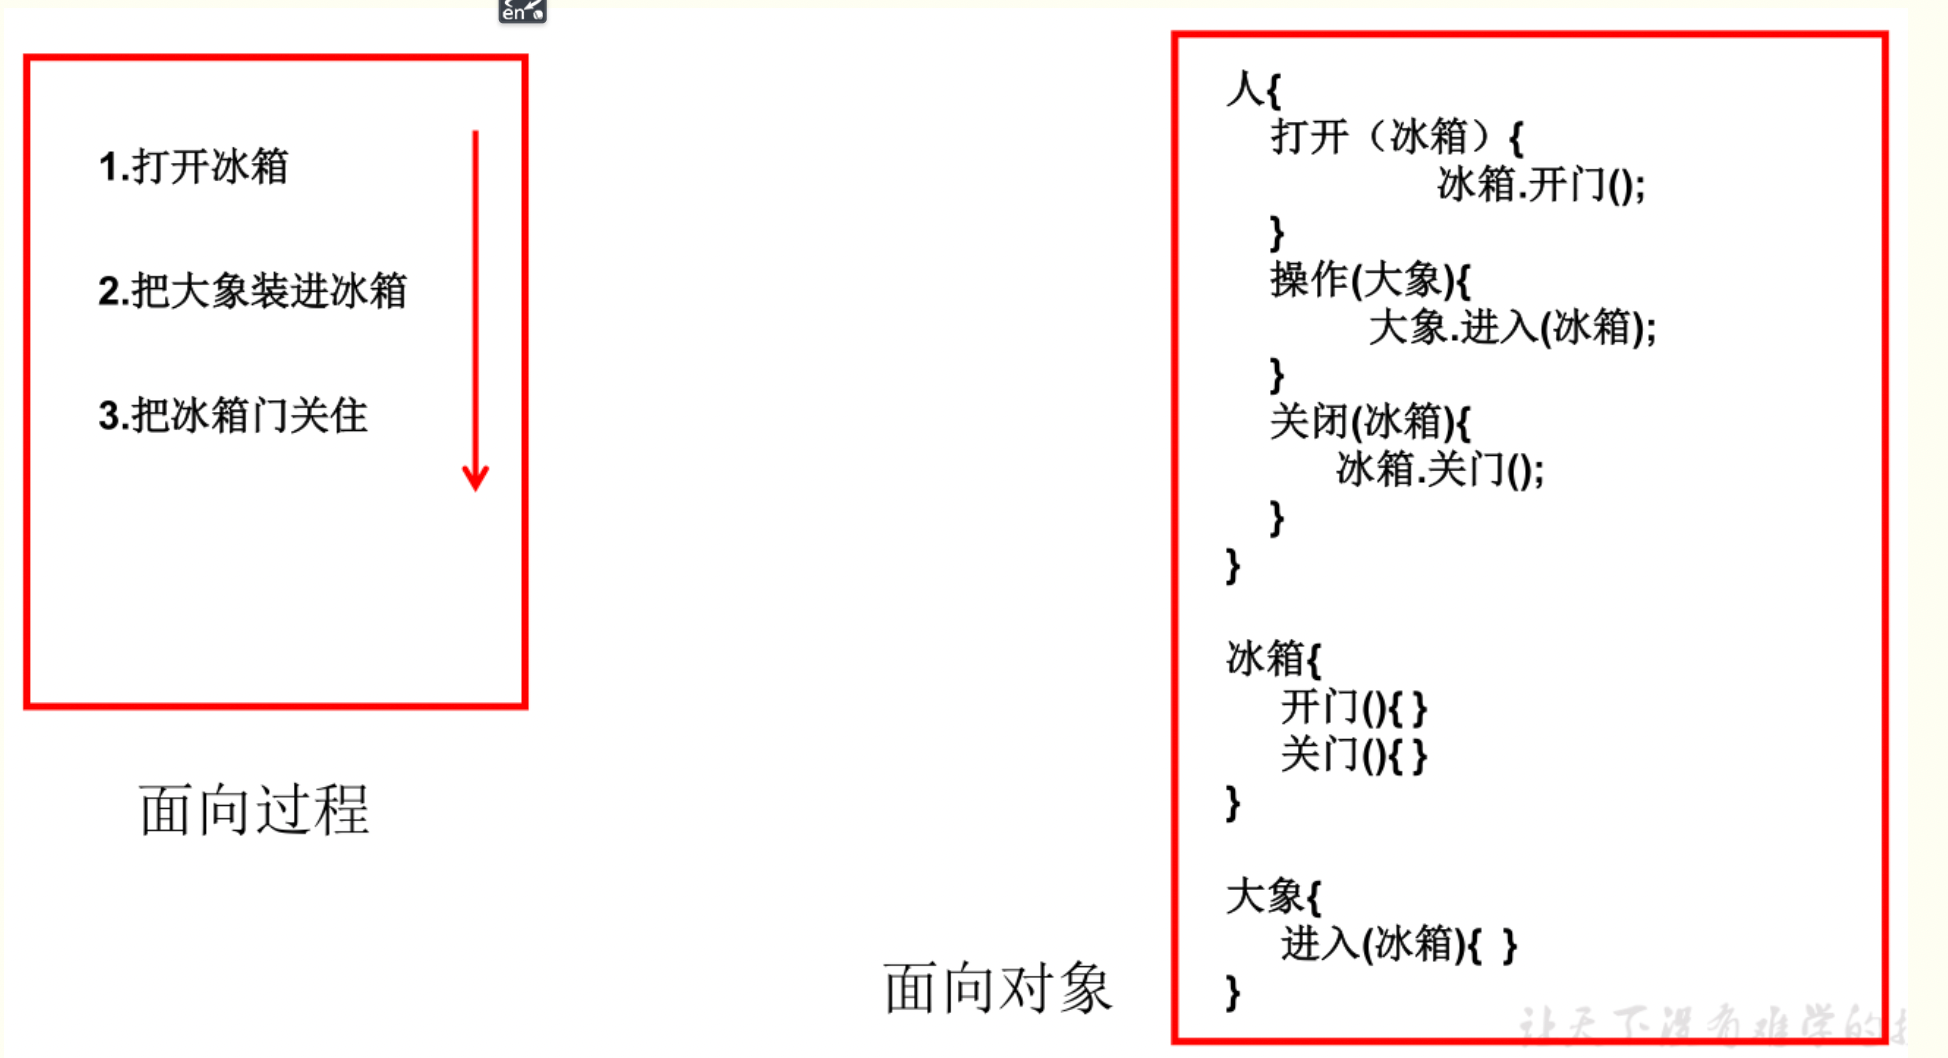 en
1.打开冰箱
2.把大象装进冰箱
3.把冰箱门关住
面向过程
人{
打开（冰箱）{
冰箱.开门();
}
操作(大象){
大象.进入(冰箱);
}
关闭(冰箱){
冰箱.关门();
}
}
冰箱{
开门(){ }
关门(){ }
}
大象{
进入(冰箱){ }
}
面向对象
让天下没有难学的